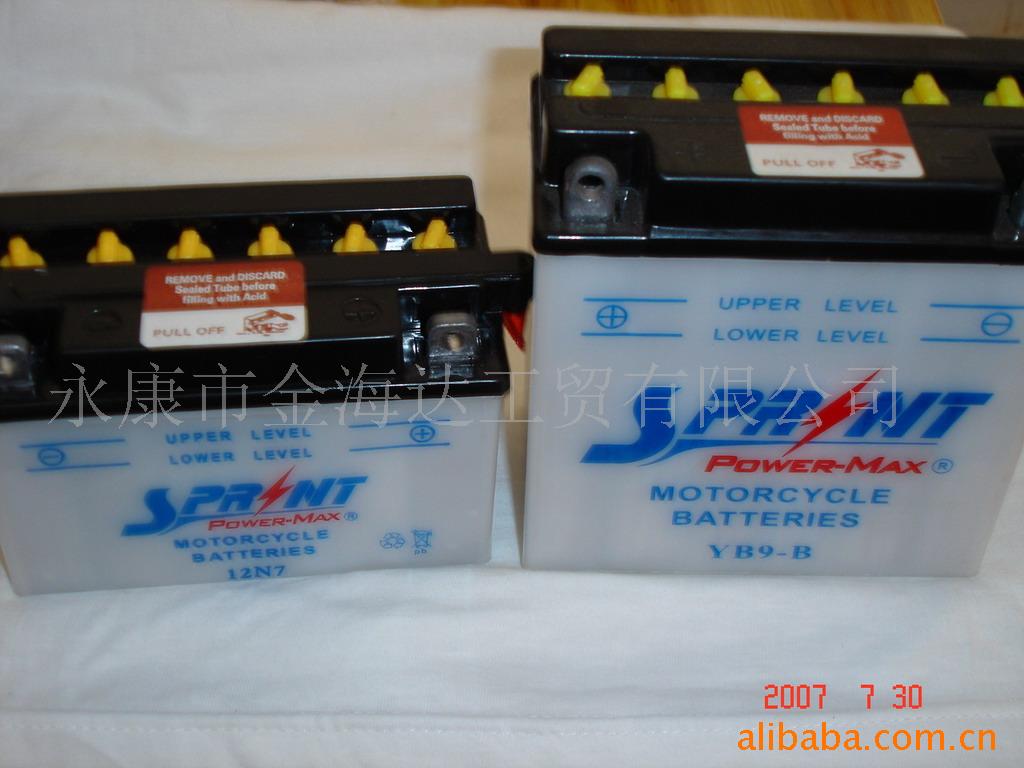 REMOVE and DISCARD
Sealed Tube before
filling with Acid
PULL OFF
UPPER LEVEL
LOWER LEVEL
SPRINT
POWER-MAX®
MOTORCYCLE
BATTERIES
YB9-B
REMOVE and DISCARD
Sealed Tube before
filling with Acid
PULL OFF
UPPER LEVEL
LOWER LEVEL
SPRINT
POWER-MAX®
MOTORCYCLE
BATTERIES
12N7
pb
永康市金海达工贸有限公司
2007 7 30
alibaba.com.cn